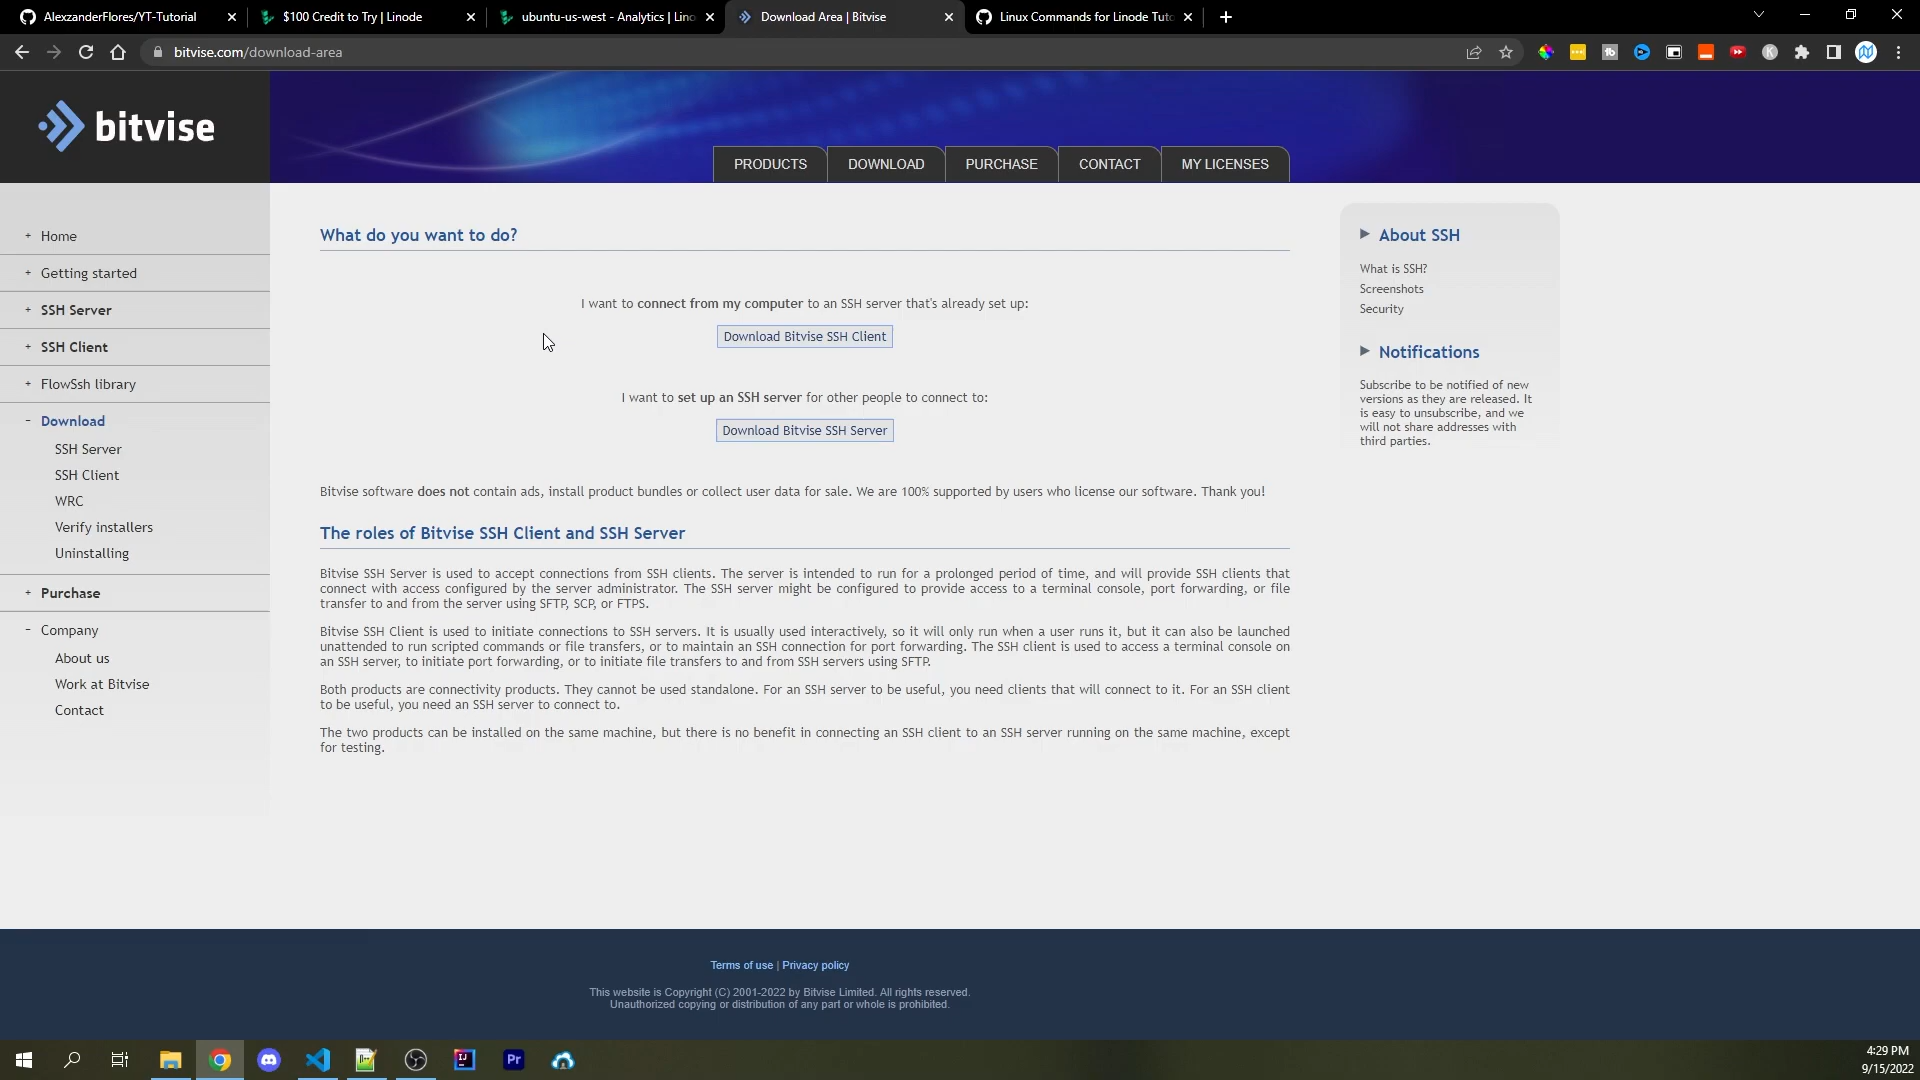 AlexzanderFlores/YT-Tutorial
$100 Credit to Try | Linode
ubuntu-us-west - Analytics | Lino
Download Area | Bitvise
Linux Commands for Linode Tuto
bitvise.com/download-area
bitvise
PRODUCTS
DOWNLOAD
PURCHASE
CONTACT
MY LICENSES
Home
Getting started
SSH Server
SSH Client
FlowSsh library
Download
SSH Server
SSH Client
WRC
Verify installers
Uninstalling
Purchase
Company
About us
Work at Bitvise
Contact
What do you want to do?
I want to connect from my computer to an SSH server that's already set up:
Download Bitvise SSH Client
I want to set up an SSH server for other people to connect to:
Download Bitvise SSH Server
Bitvise software does not contain ads, install product bundles or collect user data for sale. We are 100% supported by users who license our software. Thank you!
The roles of Bitvise SSH Client and SSH Server
Bitvise SSH Server is used to accept connections from SSH clients. The server is intended to run for a prolonged period of time, and will provide SSH clients that
connect with access configured by the server administrator. The SSH server might be configured to provide access to a terminal console, port forwarding, or file
transfer to and from the server using SFTP, SCP, or FTPS.
Bitvise SSH Client is used to initiate connections to SSH servers. It is usually used interactively, so it will only run when a user runs it, but it can also be launched
unattended to run scripted commands or file transfers, or to maintain an SSH connection for port forwarding. The SSH client is used to access a terminal console on
an SSH server, to initiate port forwarding, or to initiate file transfers to and from SSH servers using SFTP.
Both products are connectivity products. They cannot be used standalone. For an SSH server to be useful, you need clients that will connect to it. For an SSH client
to be useful, you need an SSH server to connect to.
The two products can be installed on the same machine, but there is no benefit in connecting an SSH client to an SSH server running on the same machine, except
for testing.
About SSH
What is SSH?
Screenshots
Security
Notifications
Subscribe to be notified of new
versions as they are released. It
is easy to unsubscribe, and we
will not share addresses with
third parties.
Terms of use | Privacy policy
This website is Copyright (C) 2001-2022 by Bitvise Limited. All rights reserved.
Unauthorized copying or distribution of any part or whole is prohibited.
IJ
Pr
4:29 PM
9/15/2022